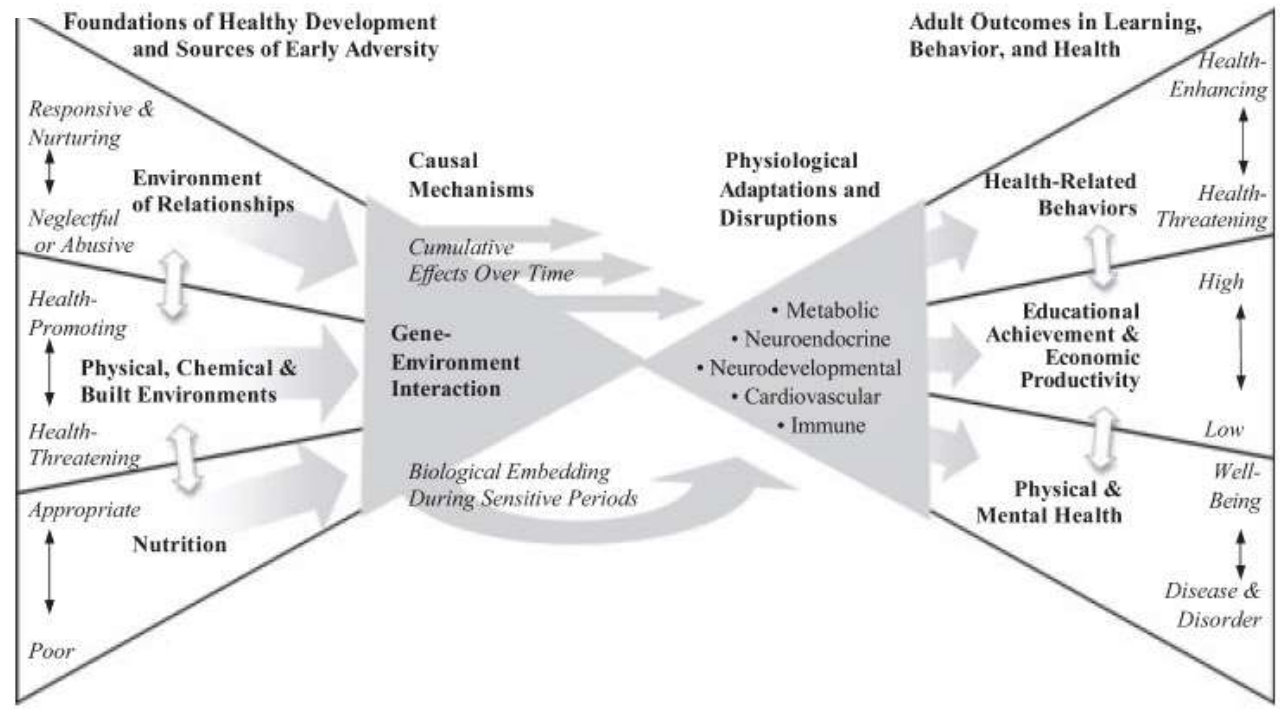 Foundations of Healthy Development
and Sources of Early Adversity
Responsive &
Nurturing
Environment
of Relationships
Neglectful
or Abusive
Health-
Promoting
Physical, Chemical &
Built Environments
Health-
Threatening
Appropriate
Nutrition
Poor
Causal
Mechanisms
Cumulative
Effects Over Time
Gene-
Environment
Interaction
Biological Embedding
During Sensitive Periods
Physiological
Adaptations and
Disruptions
• Metabolic
• Neuroendocrine
• Neurodevelopmental
• Cardiovascular
• Immune
Adult Outcomes in Learning,
Behavior, and Health
Health-
Enhancing
Health-Related
Behaviors
Health-
Threatening
High
Educational
Achievement &
Economic
Productivity
Low
Well-
Being
Physical &
Mental Health
Disease &
Disorder